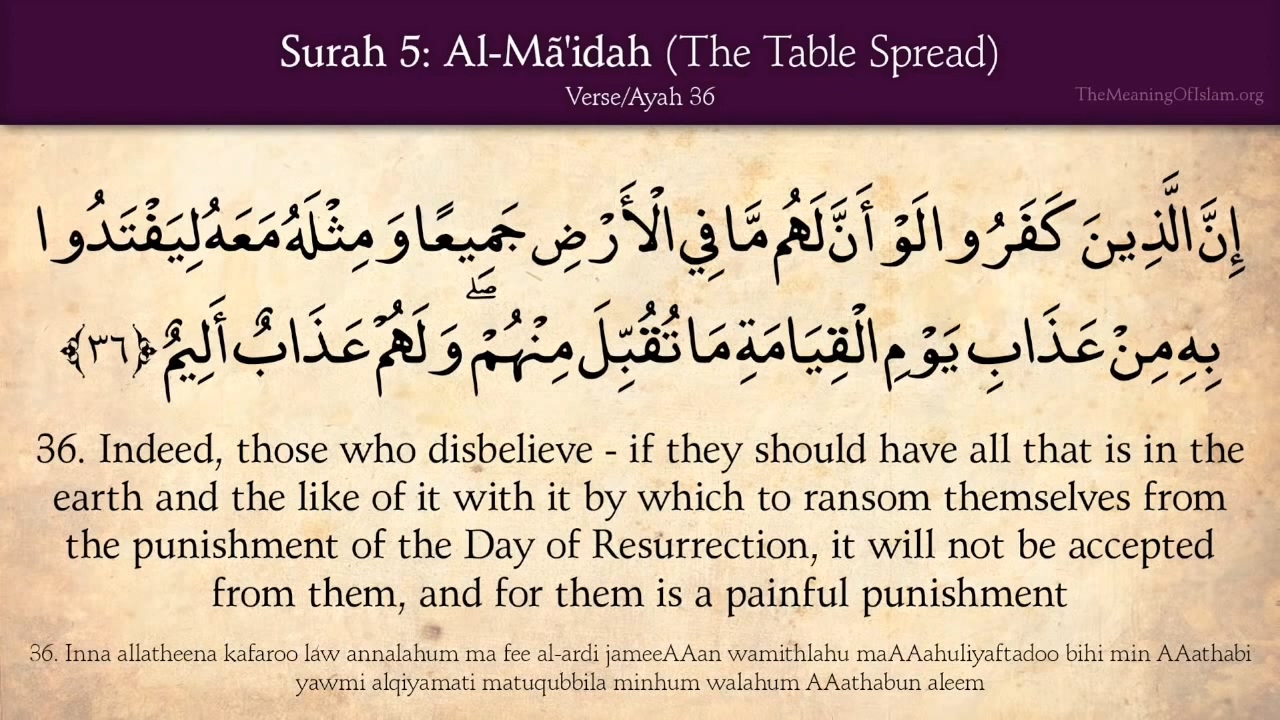 Surah 5: Al-Mã'idah (The Table Spread)
Verse/Ayah 36
TheMeaningOfIslam.org
إِنَّ الَّذِينَ كَفَرُوا لَوْ أَنَّ لَهُم مَّا فِي الْأَرْضِ جَمِيعًا وَمِثْلَهُ مَعَهُ لِيَفْتَدُوا
بِهِ مِنْ عَذَابِ يَوْمِ الْقِيَامَةِ مَا تُقُبِّلَ مِنْهُمْ ۖ وَلَهُمْ عَذَابٌ أَلِيمٌ ﴿٣٦﴾
36. Indeed, those who disbelieve - if they should have all that is in the
earth and the like of it with it by which to ransom themselves from
the punishment of the Day of Resurrection, it will not be accepted
from them, and for them is a painful punishment
36. Inna allatheena kafaroo law annalahum ma fee al-ardi jameeAAan wamithlahu maAAahuliyaftadoo bihi min AAathabi
yawmi alqiyamati matuqubbila minhum walahum AAathabun aleem